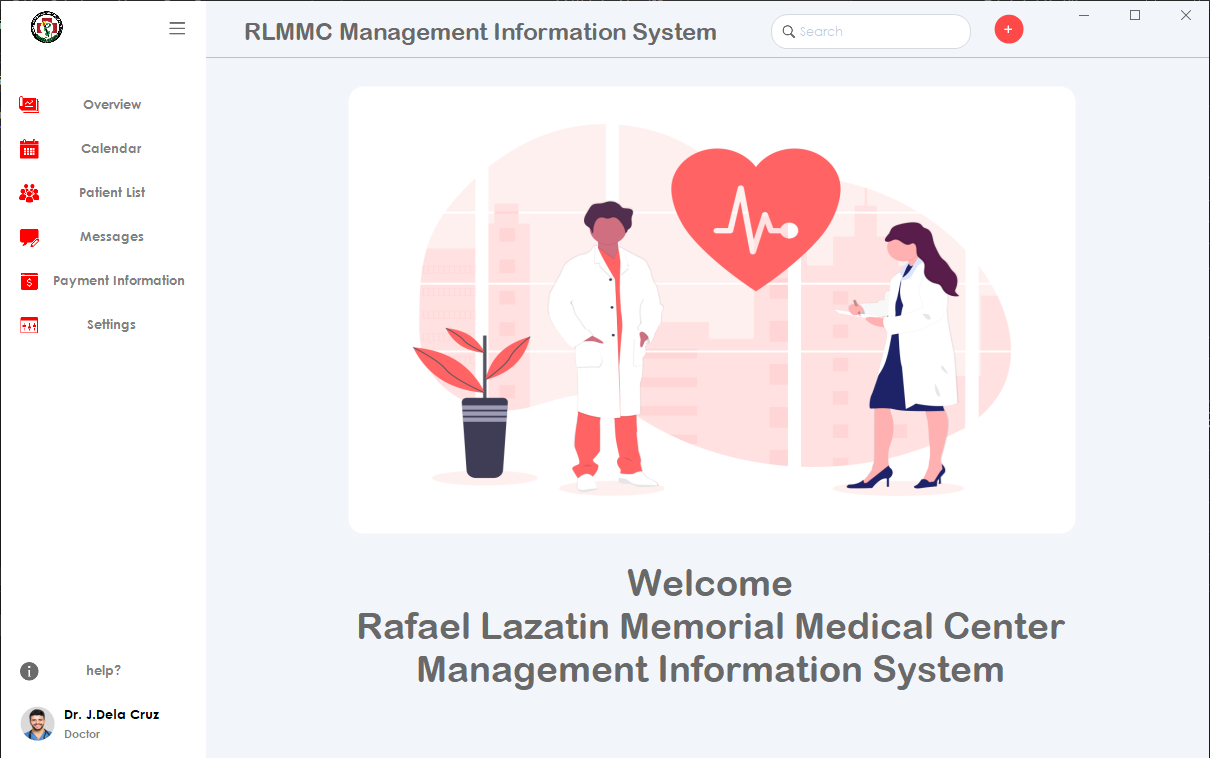 RLMMC Management Information System
Search
Overview
Calendar
Patient List
Messages
Payment Information
Settings
Welcome
Rafael Lazatin Memorial Medical Center
Management Information System
help?
Dr. J.Dela Cruz
Doctor